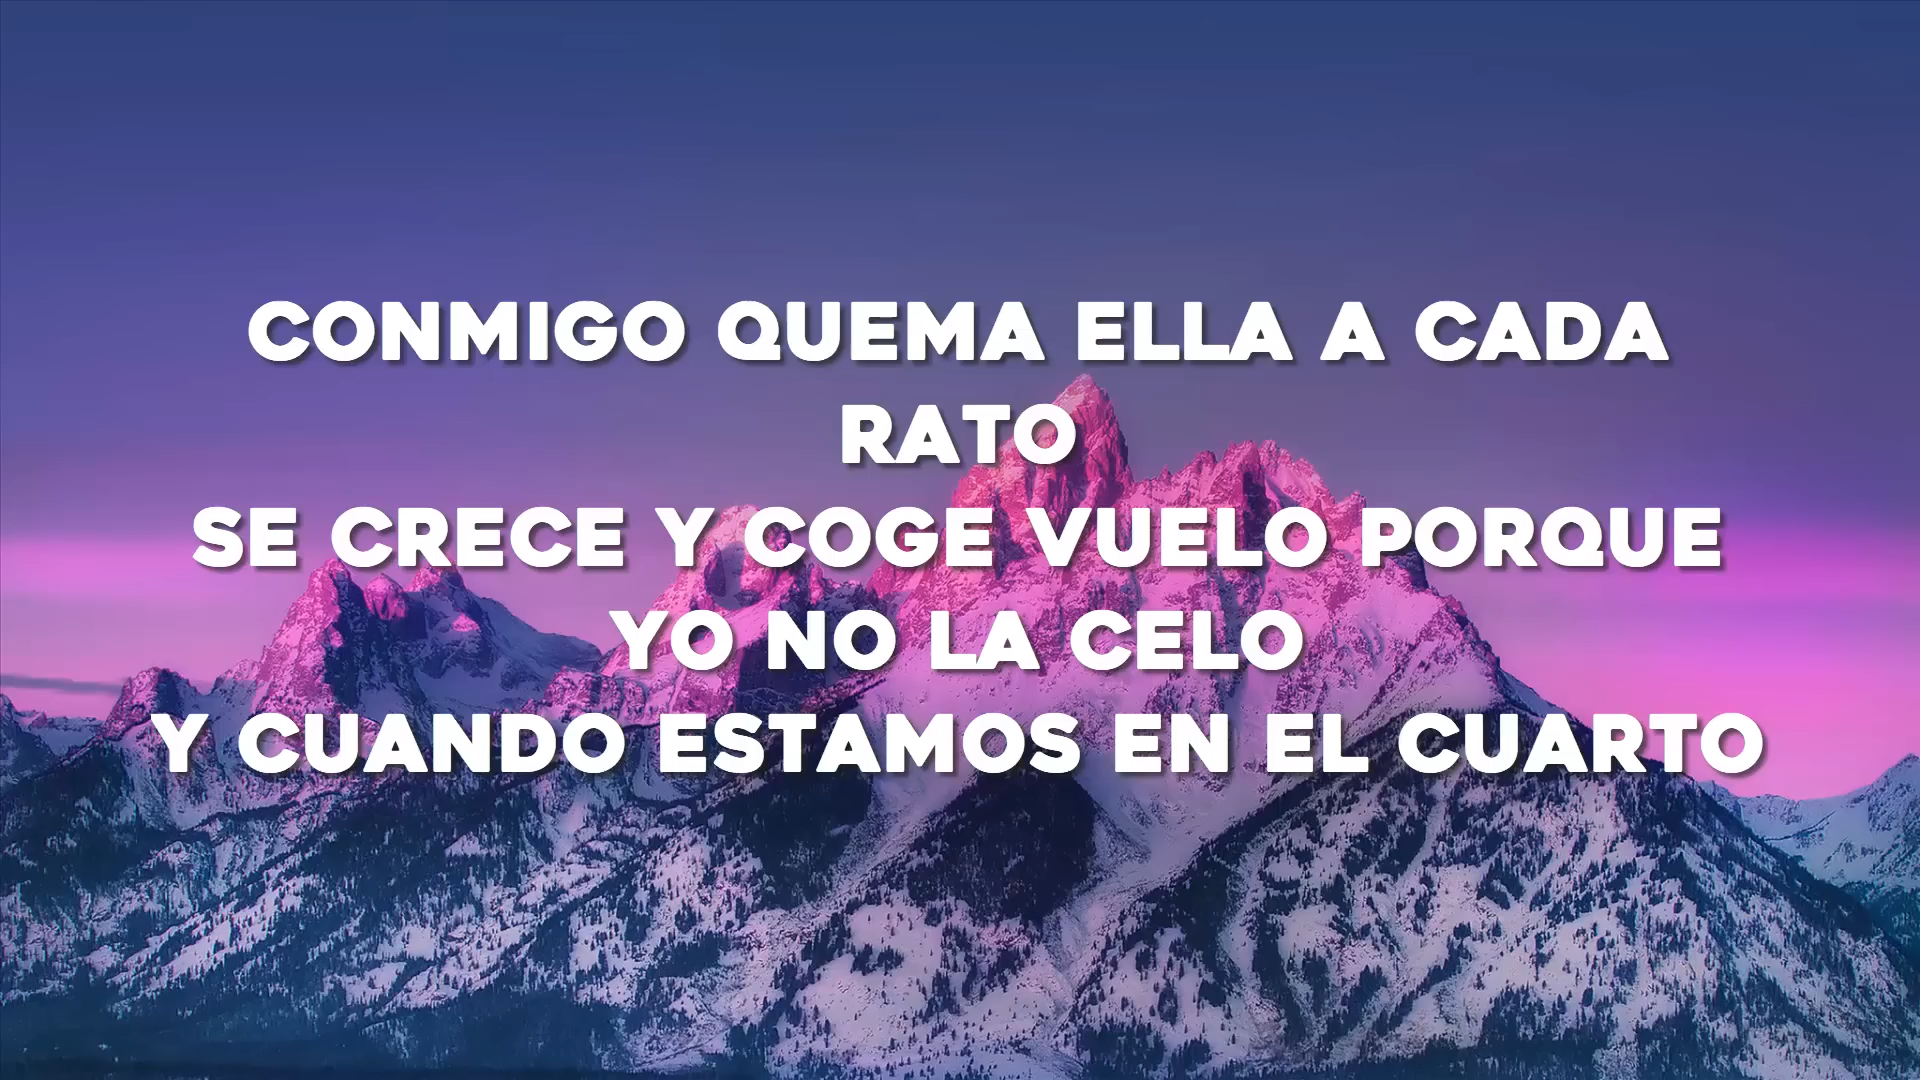 CONMIGO QUEMA ELLA A CADA
RATO
SE CRECE Y COGE VUELO PORQUE
YO NO LA CELO
Y CUANDO ESTAMOS EN EL CUARTO